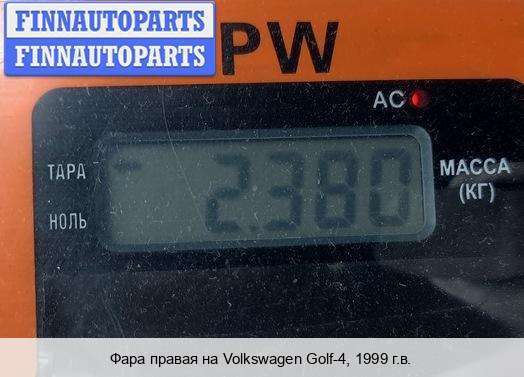 FINNAUTOPARTS
FINNAUTOPARTS
PW
AC
ТАРА
2.380
МАССА
(КГ)
НОЛЬ
Фара правая на Volkswagen Golf-4, 1999 г.в.